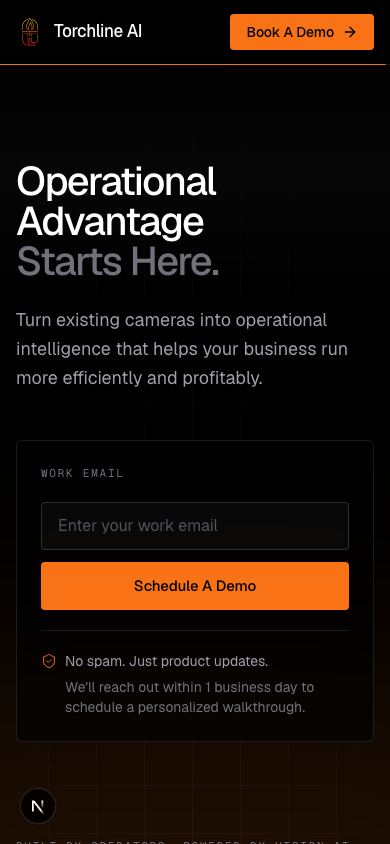 Torchline AI
Book A Demo
Operational
Advantage
Starts Here.
Turn existing cameras into operational
intelligence that helps your business run
more efficiently and profitably.
WORK EMAIL
Enter your work email
Schedule A Demo
No spam. Just product updates.
We'll reach out within 1 business day to
schedule a personalized walkthrough.
N